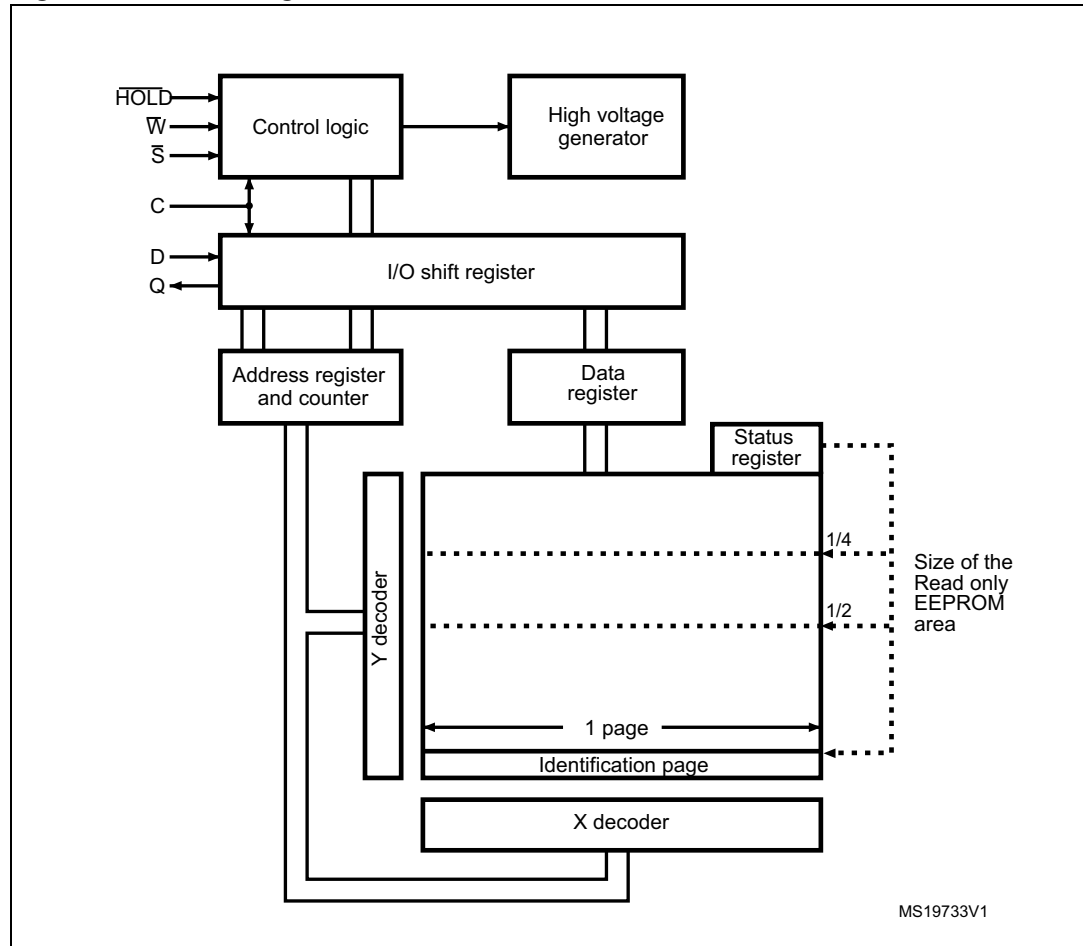 H̅O̅L̅D̅
W̅
S̅
C
D
Q
Control logic
High voltage
generator
I/O shift register
Address register
and counter
Data
register
Status
register
Y decoder
1/4
1/2
Size of the
Read only
EEPROM
area
1 page
Identification page
X decoder
MS19733V1